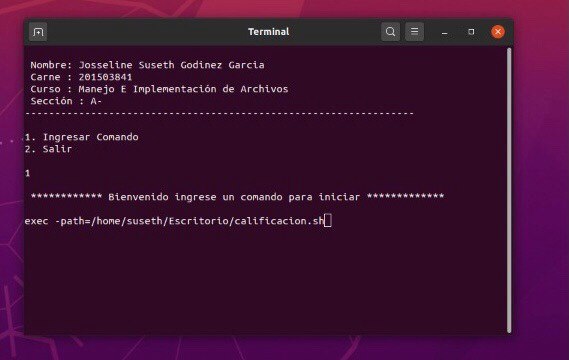 Terminal
Nombre: Josseline Suseth Godinez Garcia
Carne : 201503841
Curso : Manejo E Implementación de Archivos
Sección : A-
-----------------------------------------------------------------
1. Ingresar Comando
2. Salir
1
************ Bienvenido ingrese un comando para iniciar *************
exec -path=/home/suseth/Escritorio/calificacion.sh